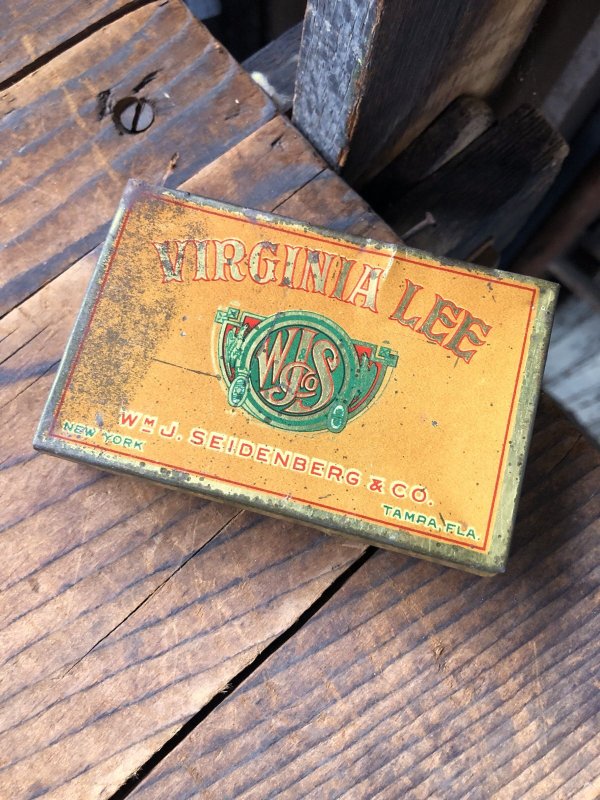 VIRGINIA LEE
WJS Co
Wm J. SEIDENBERG & CO.
NEW YORK
TAMPA, FLA.